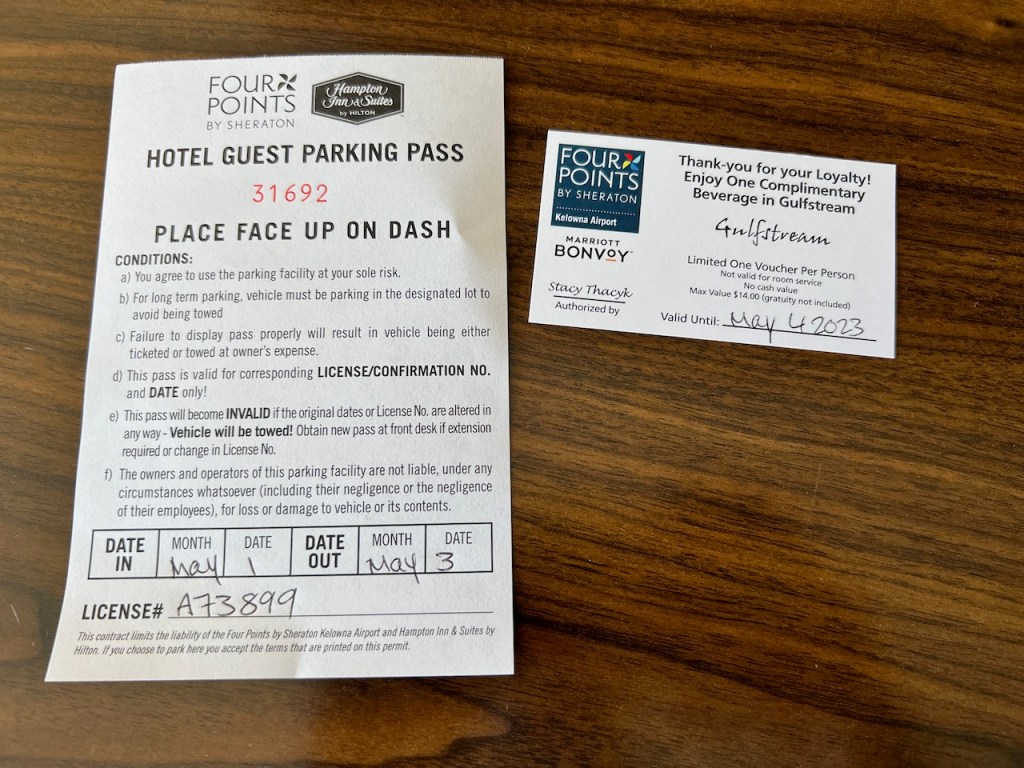 FOUR
POINTS
BY SHERATON
Hampton
Inn & Suites
by HILTON
HOTEL GUEST PARKING PASS
31692
PLACE FACE UP ON DASH
CONDITIONS:
a) You agree to use the parking facility at your sole risk.
b) For long term parking, vehicle must be parking in the designated lot to
avoid being towed
c) Failure to display pass properly will result in vehicle being either
ticketed or towed at owner's expense.
d) This pass is valid for corresponding LICENSE/CONFIRMATION NO.
and DATE only!
e) This pass will become INVALID if the original dates or License No. are altered in
any way - Vehicle will be towed! Obtain new pass at front desk if extension
required or change in License No.
f) The owners and operators of this parking facility are not liable, under any
circumstances whatsoever (including their negligence or the negligence
of their employees), for loss or damage to vehicle or its contents.
DATE IN MONTH May DATE 1 DATE OUT MONTH May DATE 3
LICENSE# A73899
This contract limits the liability of the Four Points by Sheraton Kelowna Airport and Hampton Inn & Suites by
Hilton. If you choose to park here you accept the terms that are printed on this permit.
FOUR
POINTS
BY SHERATON
Kelowna Airport
MARRIOTT
BONVOY
Stacy Thacyk
Authorized by
Thank-you for your Loyalty!
Enjoy One Complimentary
Beverage in Gulfstream
Gulfstream
Limited One Voucher Per Person
Not valid for room service
No cash value
Max Value $14.00 (gratuity not included)
Valid Until: May 4 2023